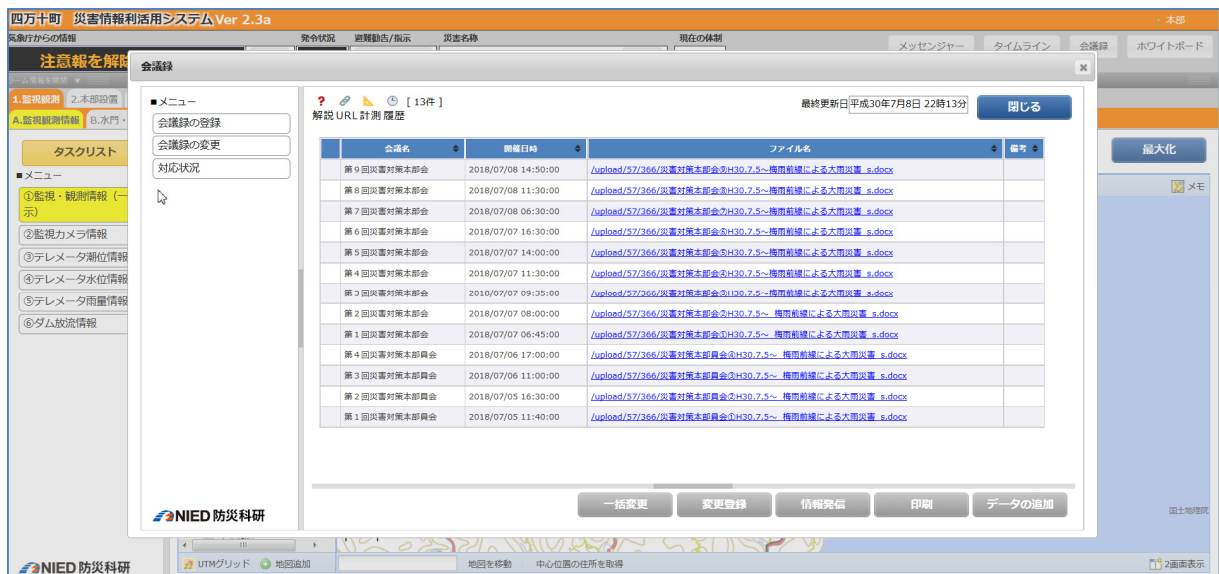 四万十町 災害情報利活用システム Ver 2.3a
・本部
気象庁からの情報 発令状況 避難勧告/指示 災害名称 現在の体制
注意報を解除
メッセンジャー タイムライン 会議録 ホワイトボード
1.監視観測 2.本部設置
A.監視観測情報 B.水門・
タスクリスト
■メニュー
①監視・観測情報（一
示）
②監視カメラ情報
③テレメータ潮位情報
④テレメータ水位情報
⑤テレメータ雨量情報
⑥ダム放流情報
NIED 防災科研
会議録
■メニュー
会議録の登録
会議録の変更
対応状況
NIED 防災科研
? [ 13件 ]
解説 URL 計測 履歴
最終更新日 平成30年7月8日 22時13分 閉じる
会議名 開催日時 ファイル名 備考
第9回災害対策本部会 2018/07/08 14:50:00 /upload/57/366/災害対策本部会⑨H30.7.5～梅雨前線による大雨災害_s.docx
第8回災害対策本部会 2018/07/08 11:30:00 /upload/57/366/災害対策本部会⑧H30.7.5～梅雨前線による大雨災害_s.docx
第7回災害対策本部会 2018/07/08 06:30:00 /upload/57/366/災害対策本部会⑦H30.7.5～梅雨前線による大雨災害_s.docx
第6回災害対策本部会 2018/07/07 16:30:00 /upload/57/366/災害対策本部会⑥H30.7.5～梅雨前線による大雨災害_s.docx
第5回災害対策本部会 2018/07/07 14:00:00 /upload/57/366/災害対策本部会⑤H30.7.5～梅雨前線による大雨災害_s.docx
第4回災害対策本部会 2018/07/07 11:30:00 /upload/57/366/災害対策本部会④H30.7.5～梅雨前線による大雨災害_s.docx
第3回災害対策本部会 2018/07/07 09:35:00 /upload/57/366/災害対策本部会③H30.7.5～梅雨前線による大雨災害_s.docx
第2回災害対策本部会 2018/07/07 08:00:00 /upload/57/366/災害対策本部会②H30.7.5～ 梅雨前線による大雨災害_s.docx
第1回災害対策本部会 2018/07/07 06:45:00 /upload/57/366/災害対策本部会①H30.7.5～ 梅雨前線による大雨災害_s.docx
第4回災害対策本部員会 2018/07/06 17:00:00 /upload/57/366/災害対策本部員会④H30.7.5～ 梅雨前線による大雨災害_s.docx
第3回災害対策本部員会 2018/07/06 11:00:00 /upload/57/366/災害対策本部員会③H30.7.5～ 梅雨前線による大雨災害_s.docx
第2回災害対策本部員会 2018/07/05 16:30:00 /upload/57/366/災害対策本部員会②H30.7.5～ 梅雨前線による大雨災害_s.docx
第1回災害対策本部員会 2018/07/05 11:40:00 /upload/57/366/災害対策本部員会①H30.7.5～ 梅雨前線による大雨災害_s.docx
一括変更 変更登録 情報発信 印刷 データの追加
最大化
メモ
国土地理院
UTMグリッド 地図追加 地図を移動 中心位置の住所を取得 2画面表示